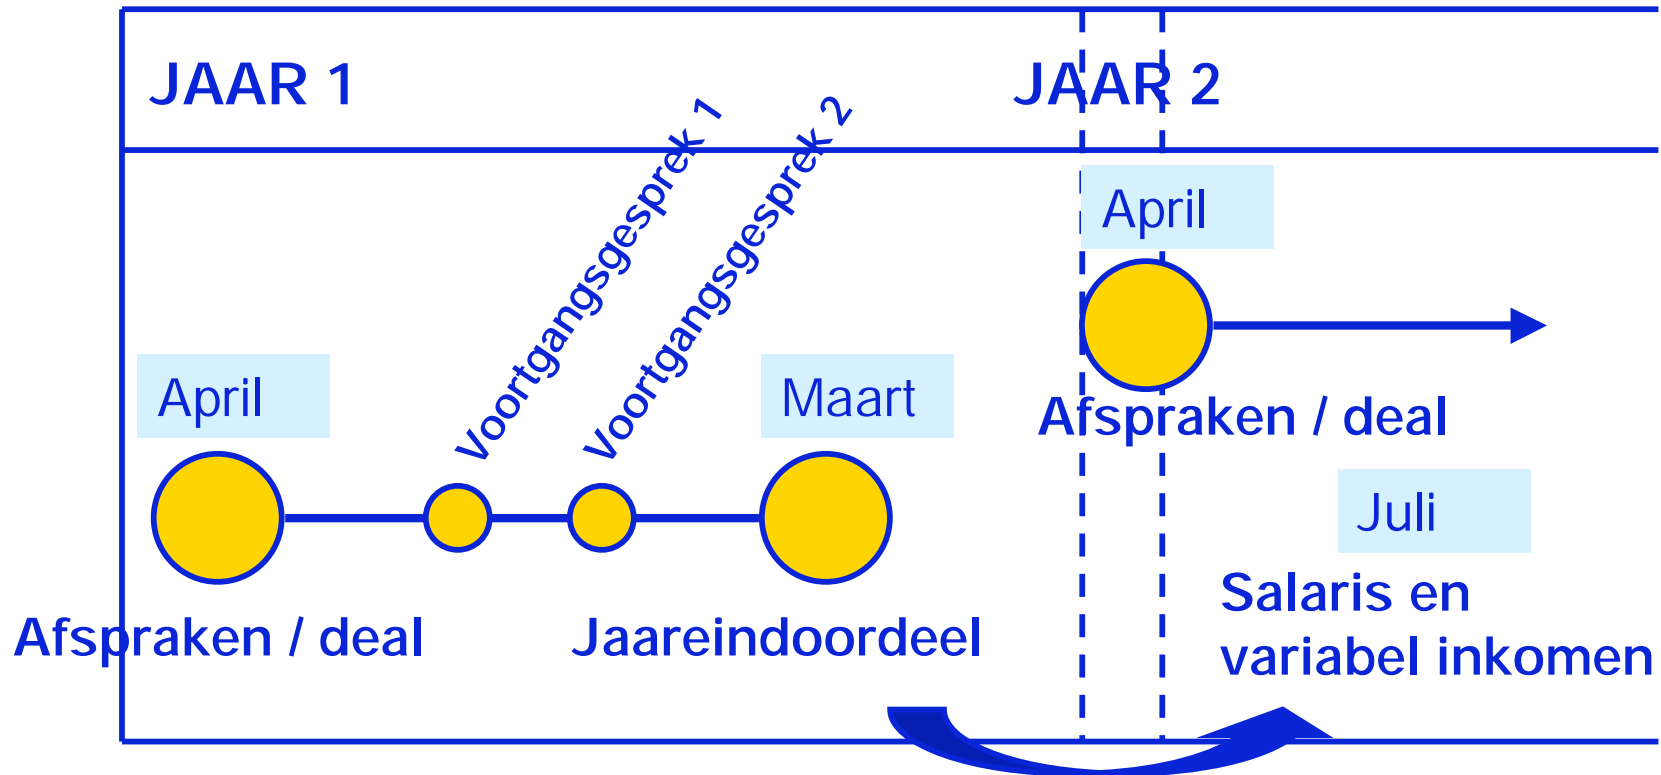 JAAR 1
JAAR 2
Voortgangsgesprek 1
Voortgangsgesprek 2
April
April
Maart
Afspraken / deal
Juli
Afspraken / deal
Jaareindoordeel
Salaris en
variabel inkomen